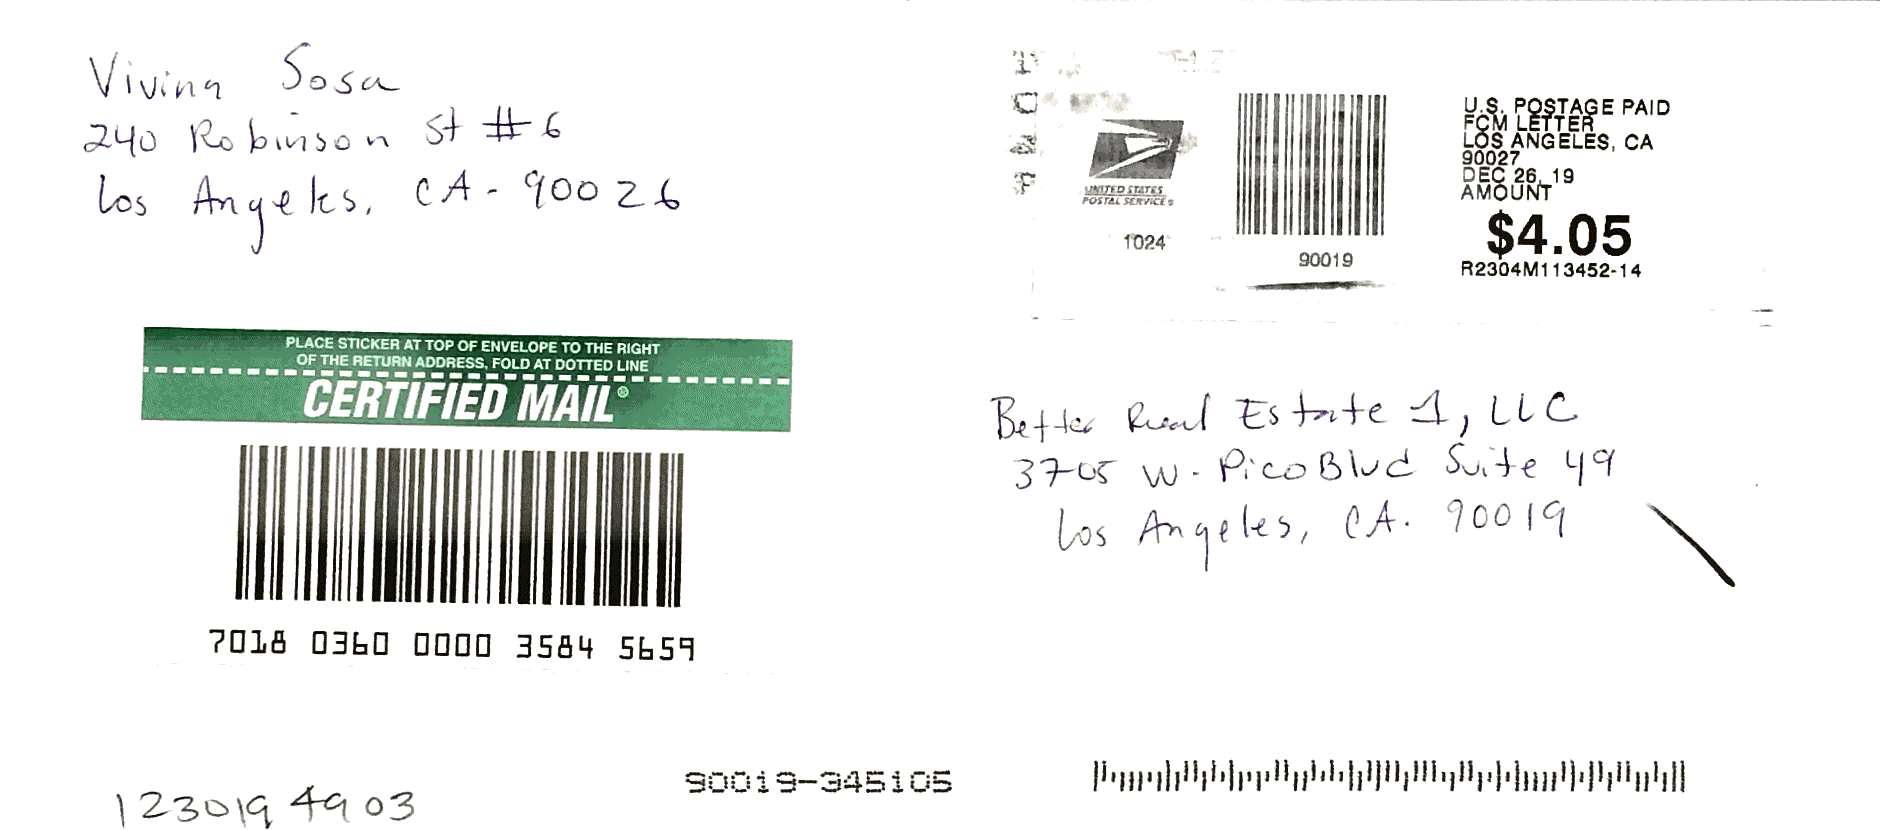 Vivina Sosa
240 Robinson St #6
Los Angeles, CA - 90026
UNITED STATES
POSTAL SERVICE®
1024
90019
U.S. POSTAGE PAID
FCM LETTER
LOS ANGELES, CA
90027
DEC 26, 19
AMOUNT
$4.05
R2304M113452-14
PLACE STICKER AT TOP OF ENVELOPE TO THE RIGHT
OF THE RETURN ADDRESS, FOLD AT DOTTED LINE
CERTIFIED MAIL®
7018 0360 0000 3584 5659
Better Real Estate 1, LLC
3705 W. Pico Blvd Suite 49
Los Angeles, CA. 90019
90019-345105
1230194903